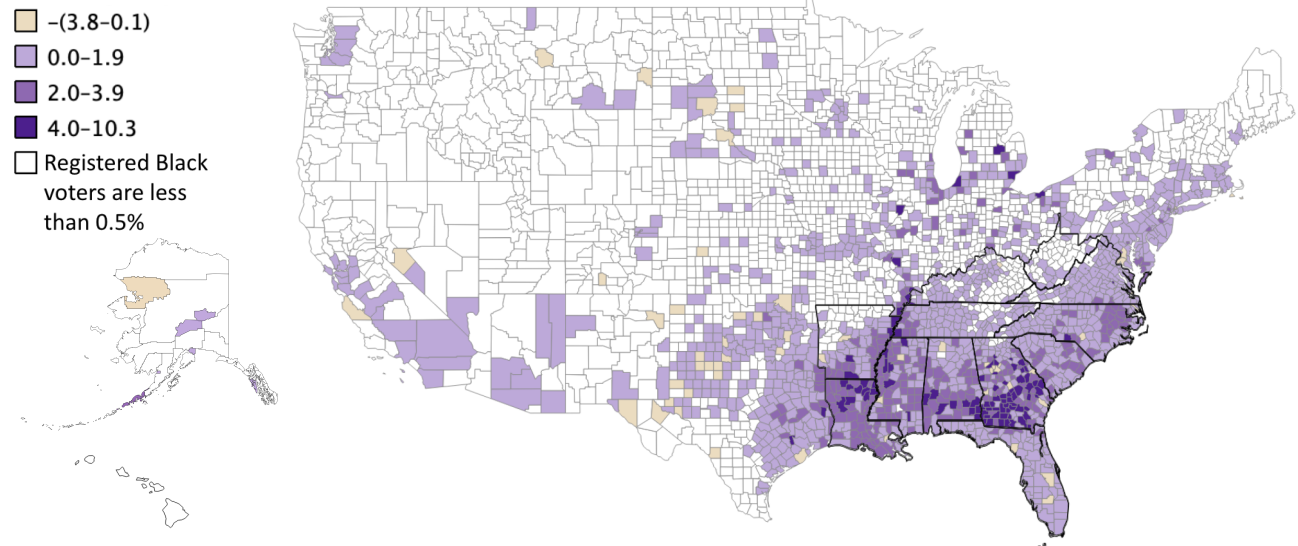 –(3.8–0.1)
0.0–1.9
2.0–3.9
4.0–10.3
Registered Black
voters are less
than 0.5%